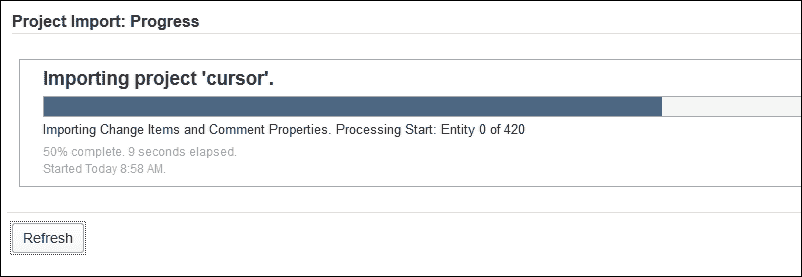 Project Import: Progress
Importing project 'cursor'.
Importing Change Items and Comment Properties. Processing Start: Entity 0 of 420
50% complete. 9 seconds elapsed.
Started Today 8:58 AM.
Refresh